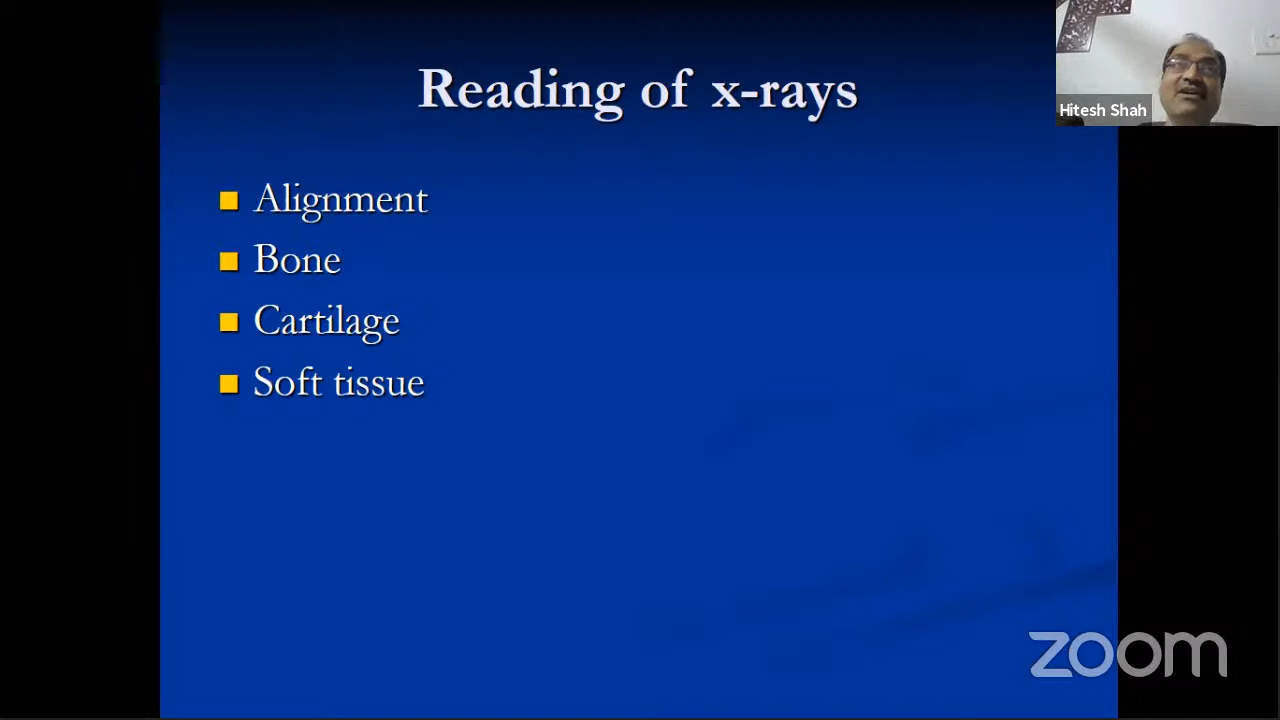 Reading of x-rays
Hitesh Shah
Alignment
Bone
Cartilage
Soft tissue
zoom